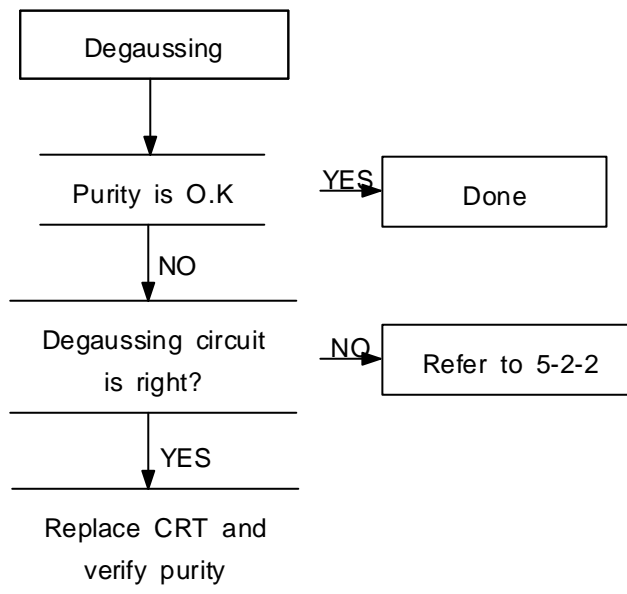 Degaussing
Purity is O.K
YES
Done
NO
Degaussing circuit
is right?
NO
Refer to 5-2-2
YES
Replace CRT and
verify purity